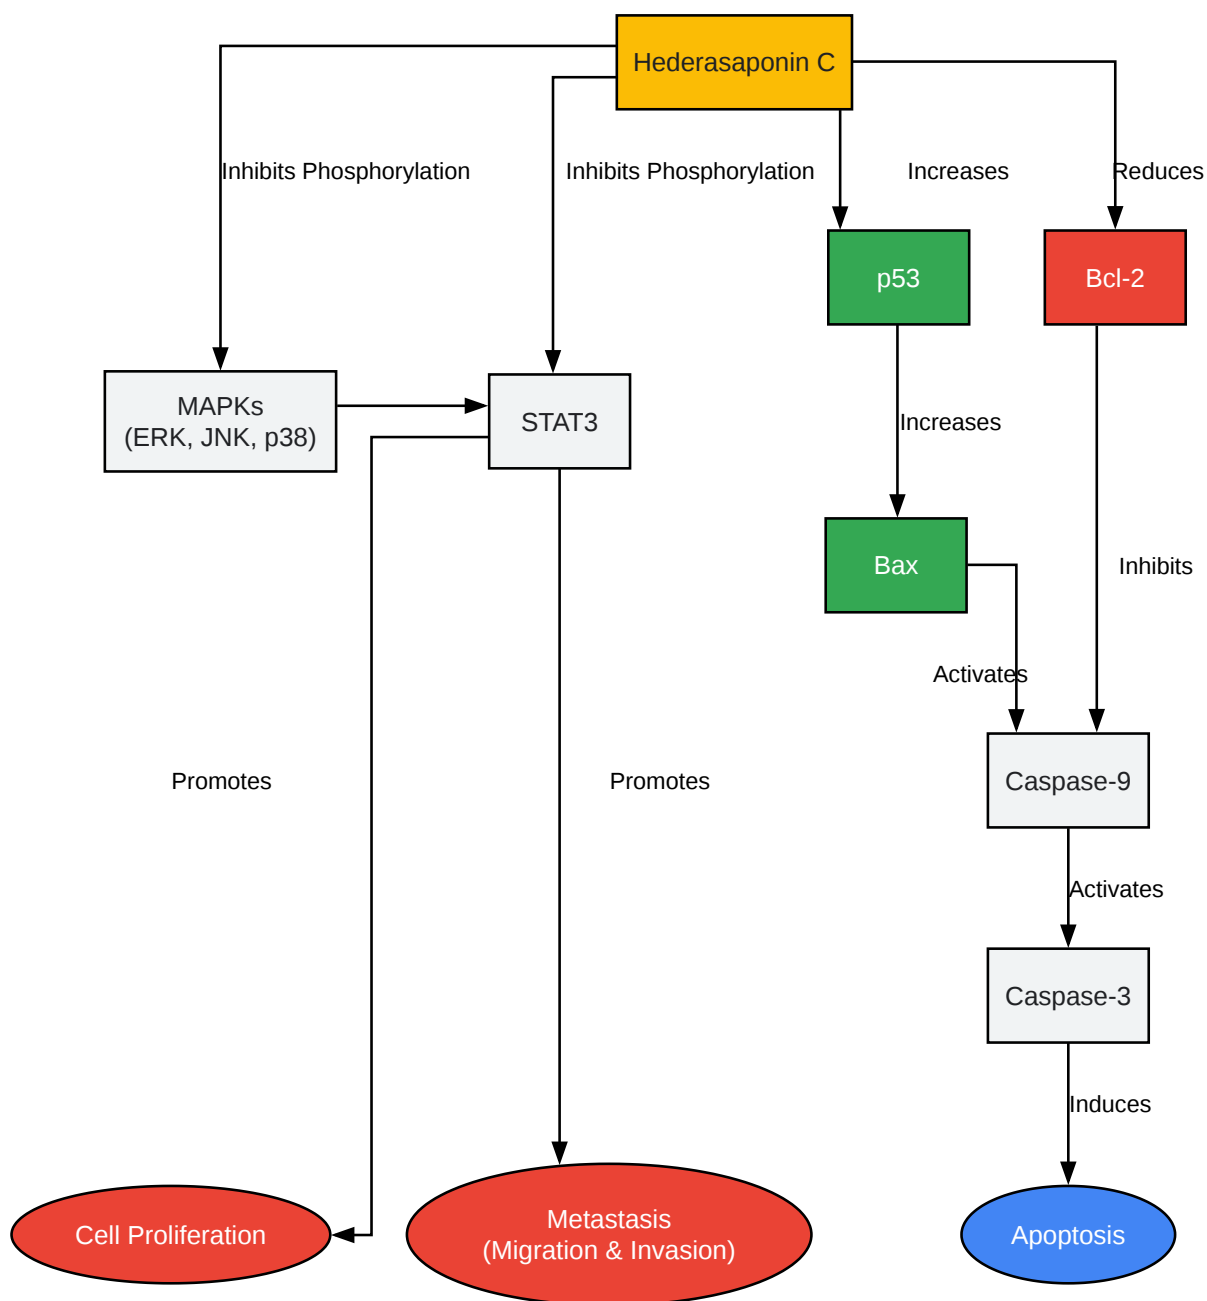 Hederasaponin C
Inhibits Phosphorylation
Inhibits Phosphorylation
Increases
Reduces
p53
Bcl-2
MAPKs
(ERK, JNK, p38)
STAT3
Increases
Bax
Inhibits
Activates
Promotes
Promotes
Caspase-9
Activates
Caspase-3
Induces
Cell Proliferation
Metastasis
(Migration & Invasion)
Apoptosis